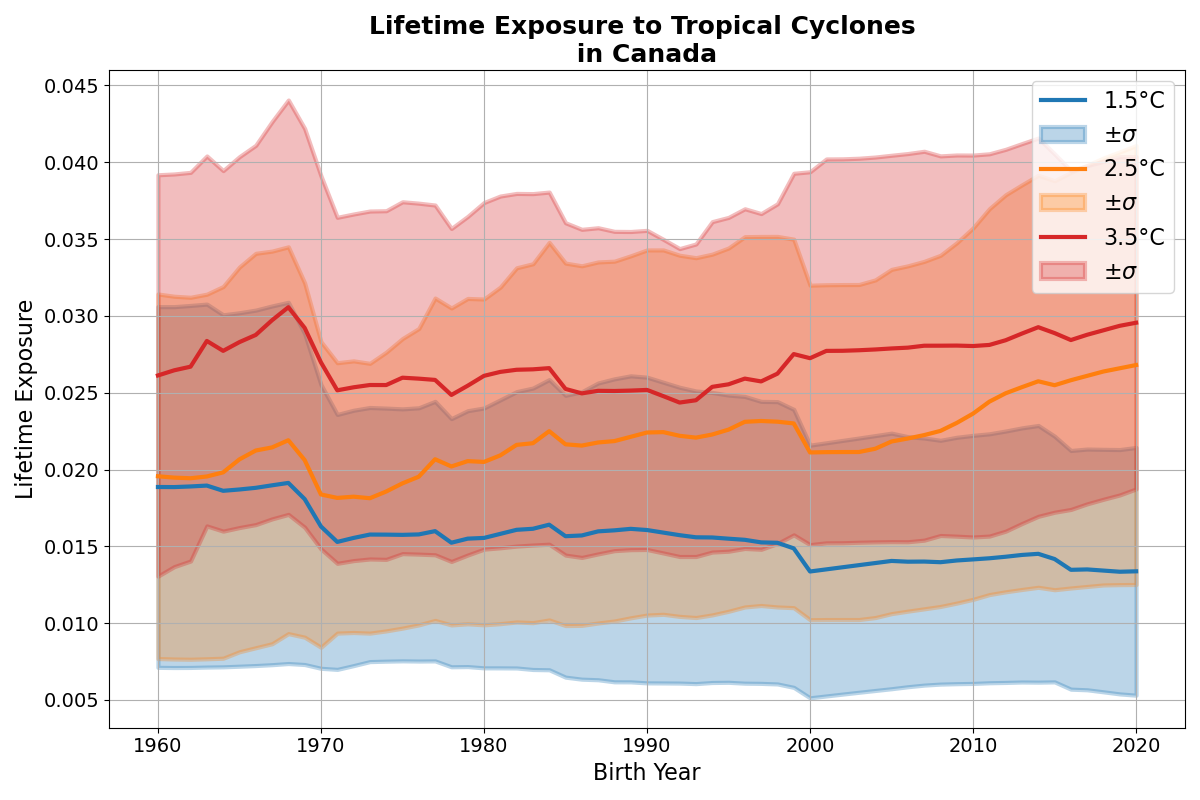 Lifetime Exposure to Tropical Cyclones
in Canada
Lifetime Exposure
0.045
0.040
0.035
0.030
0.025
0.020
0.015
0.010
0.005
1.5°C
±σ
2.5°C
±σ
3.5°C
±σ
1960 1970 1980 1990 2000 2010 2020
Birth Year